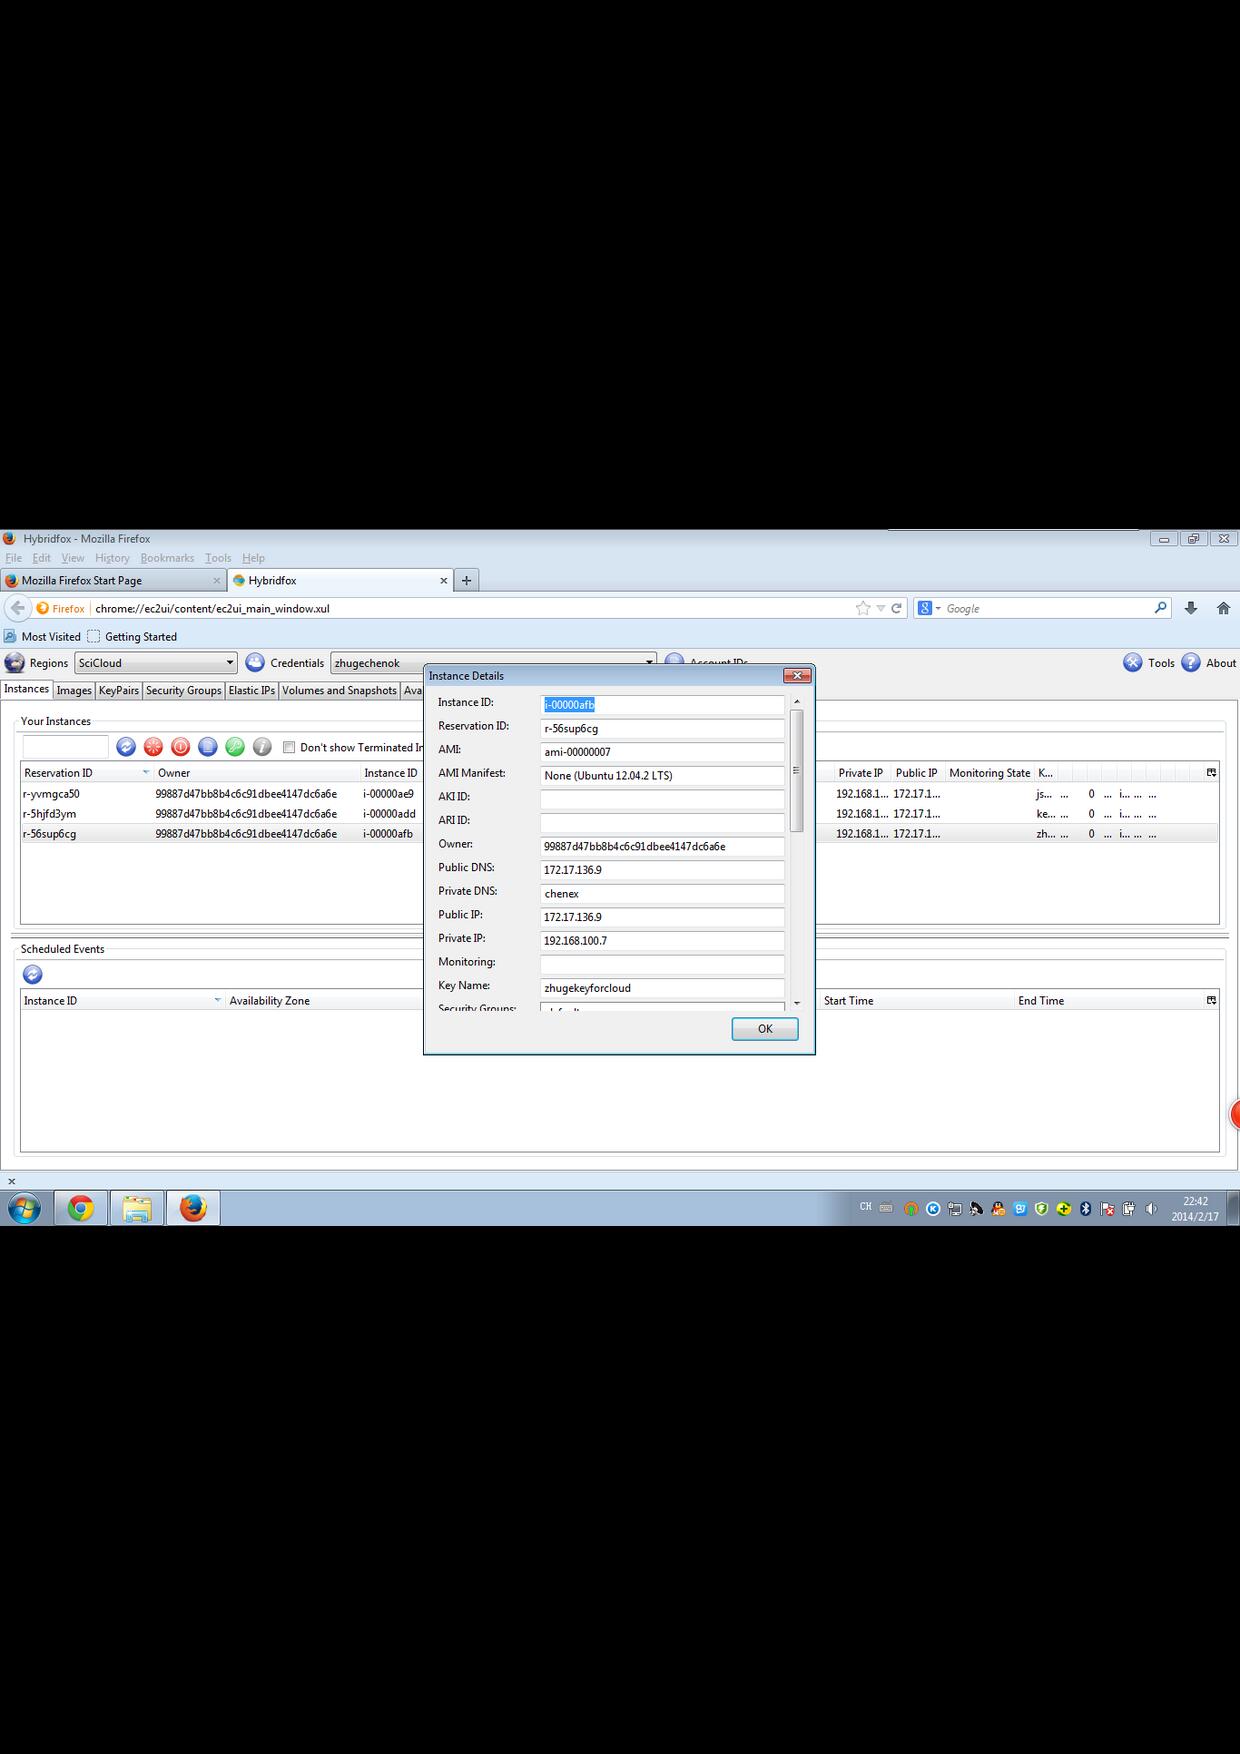 Hybridfox - Mozilla Firefox
File Edit View History Bookmarks Tools Help
Mozilla Firefox Start Page
Hybridfox
Firefox chrome://ec2ui/content/ec2ui_main_window.xul
Google
Most Visited Getting Started
Regions SciCloud Credentials zhugechenok Account IDs Tools About
Instances Images KeyPairs Security Groups Elastic IPs Volumes and Snapshots Ava
Your Instances
Don't show Terminated In
Reservation ID Owner Instance ID Private IP Public IP Monitoring State K...
r-yvmgca50 99887d47bb8b4c6c91dbee4147dc6a6e i-00000ae9 192.168.1... 172.17.1... js... ... 0 ... i... ... ...
r-5hjfd3ym 99887d47bb8b4c6c91dbee4147dc6a6e i-00000add 192.168.1... 172.17.1... ke... ... 0 ... i... ... ...
r-56sup6cg 99887d47bb8b4c6c91dbee4147dc6a6e i-00000afb 192.168.1... 172.17.1... zh... ... 0 ... i... ... ...
Instance Details
Instance ID: i-00000afb
Reservation ID: r-56sup6cg
AMI: ami-00000007
AMI Manifest: None (Ubuntu 12.04.2 LTS)
AKI ID:
ARI ID:
Owner: 99887d47bb8b4c6c91dbee4147dc6a6e
Public DNS: 172.17.136.9
Private DNS: chenex
Public IP: 172.17.136.9
Private IP: 192.168.100.7
Monitoring:
Key Name: zhugekeyforcloud
Security Groups: default
OK
Scheduled Events
Instance ID Availability Zone Start Time End Time
CH
22:42
2014/2/17